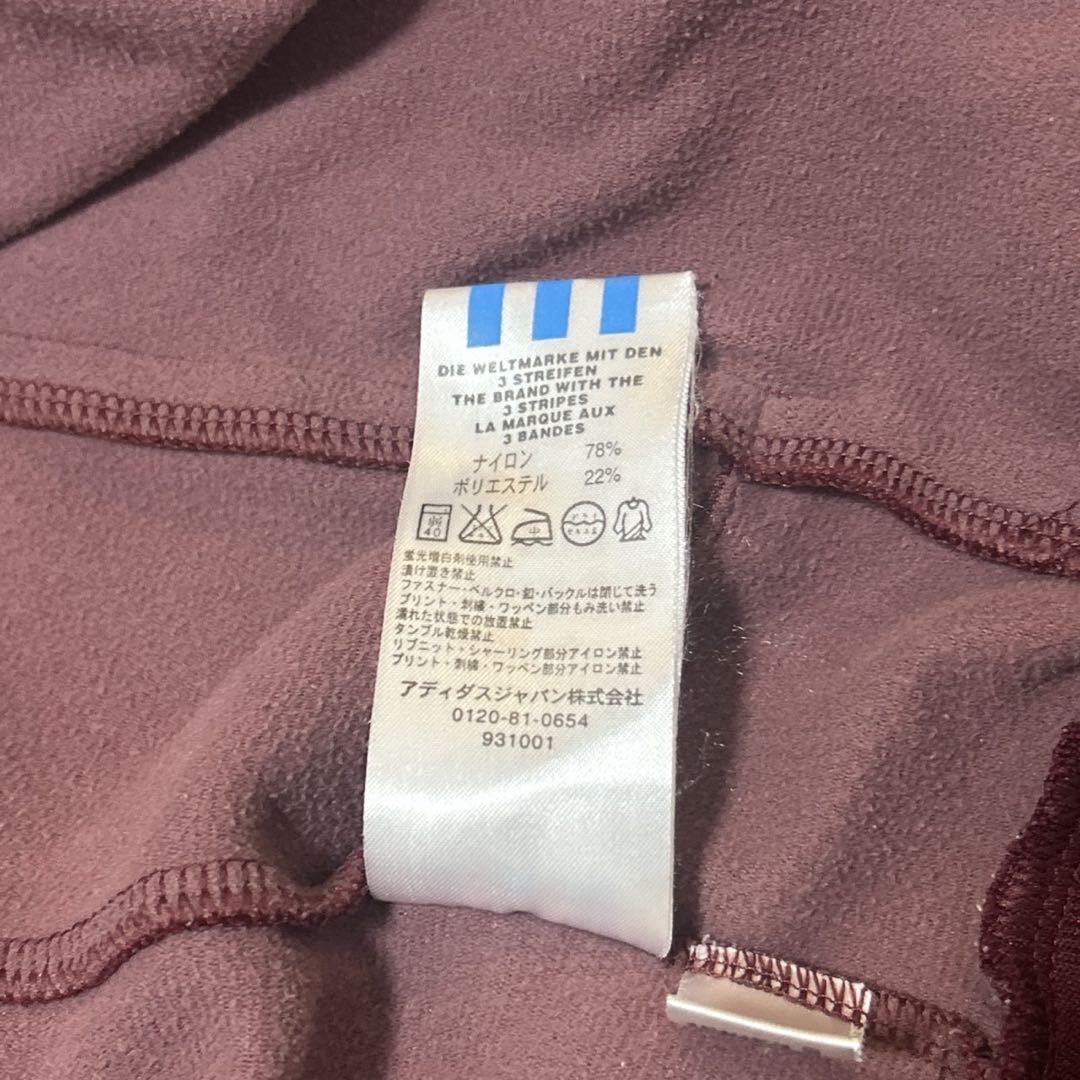 DIE WELTMARKE MIT DEN
3 STREIFEN
THE BRAND WITH THE
3 STRIPES
LA MARQUE AUX
3 BANDES
ナイロン 78%
ポリエステル 22%
弱
40
中
蛍光増白剤使用禁止
漬け置き禁止
ファスナー・ベルクロ・釦・バックルは閉じて洗う
プリント・刺繍・ワッペン部分もみ洗い禁止
濡れた状態での放置禁止
タンブル乾燥禁止
リブニット・シャーリング部分アイロン禁止
プリント・刺繍・ワッペン部分アイロン禁止
アディダスジャパン株式会社
0120-81-0654
931001